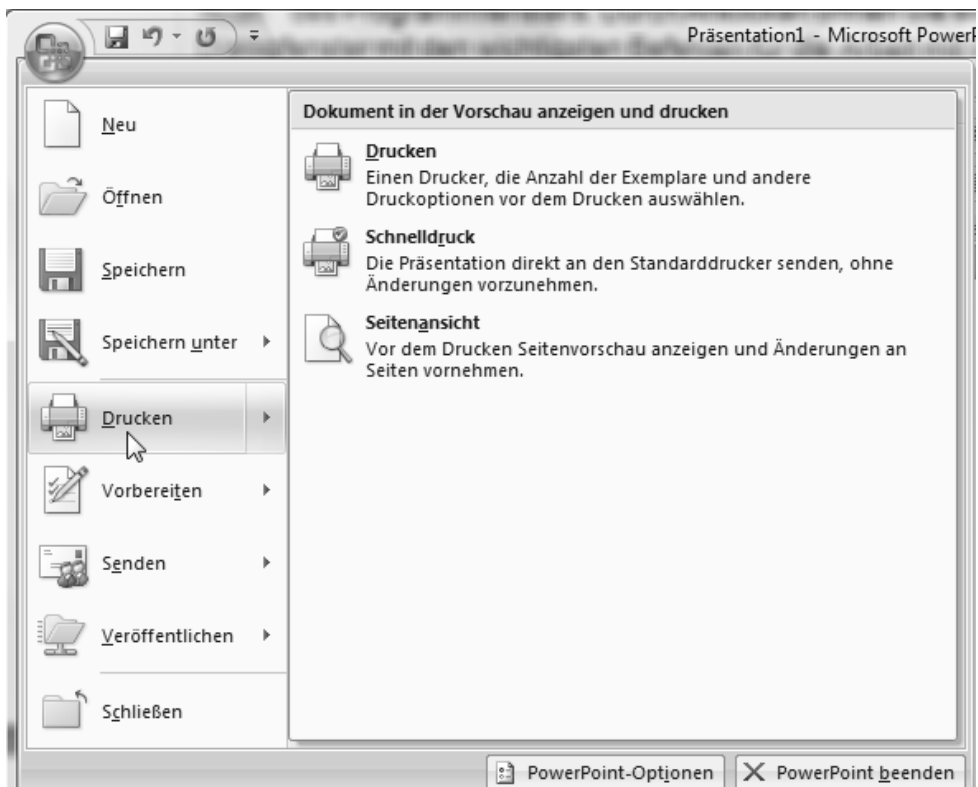 Präsentation1 - Microsoft PowerP
Neu
Öffnen
Speichern
Speichern unter
Drucken
Vorbereiten
Senden
Veröffentlichen
Schließen
Dokument in der Vorschau anzeigen und drucken
Drucken
Einen Drucker, die Anzahl der Exemplare und andere
Druckoptionen vor dem Drucken auswählen.
Schnelldruck
Die Präsentation direkt an den Standarddrucker senden, ohne
Änderungen vorzunehmen.
Seitenansicht
Vor dem Drucken Seitenvorschau anzeigen und Änderungen an
Seiten vornehmen.
PowerPoint-Optionen
PowerPoint beenden